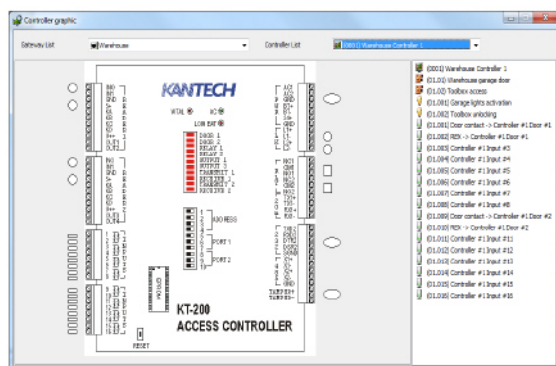 Controller graphic
Gateway List
Warehouse
Controller List
(0001) Warehouse Controller 1
KANTECH
VITAL
AC
LOW BAT
DOOR 1
DOOR 2
RELAY 1
RELAY 2
OUTPUT 1
OUTPUT 2
TRANSMIT 1
RECEIVE 1
TRANSMIT 2
RECEIVE 2
ADDRESS
PORT 1
PORT 2
EPROM
RESET
KT-200
ACCESS CONTROLLER
TAMPER+
TAMPER-
(0001) Warehouse Controller 1
(01.01) Warehouse garage door
(01.02) Toolbox access
(01.001) Garage lights activation
(01.002) Toolbox unlocking
(01.001) Door contact -> Controller #1 Door #1
(01.002) REX -> Controller #1 Door #1
(01.003) Controller #1 Input #3
(01.004) Controller #1 Input #4
(01.005) Controller #1 Input #5
(01.006) Controller #1 Input #6
(01.007) Controller #1 Input #7
(01.008) Controller #1 Input #8
(01.009) Door contact -> Controller #1 Door #2
(01.010) REX -> Controller #1 Door #2
(01.011) Controller #1 Input #11
(01.012) Controller #1 Input #12
(01.013) Controller #1 Input #13
(01.014) Controller #1 Input #14
(01.015) Controller #1 Input #15
(01.016) Controller #1 Input #16